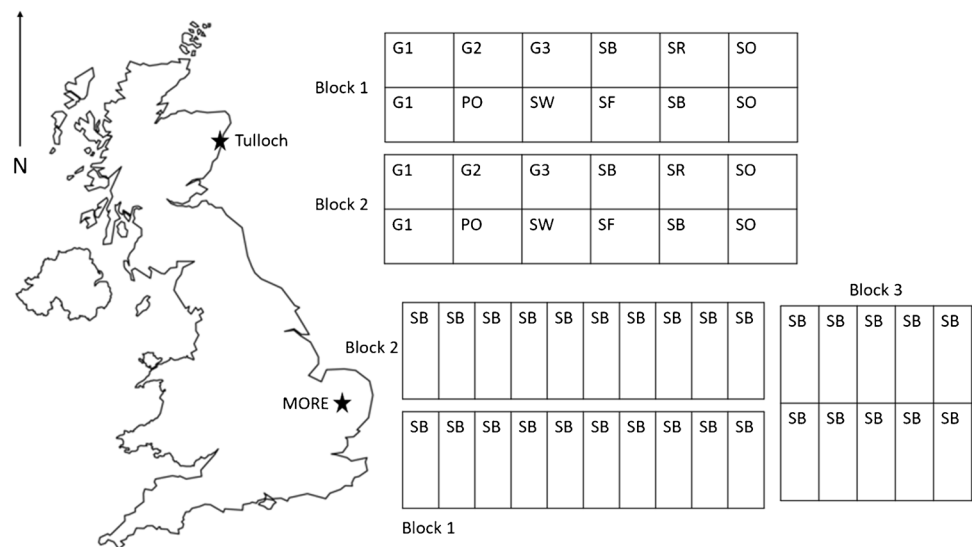 N
Tulloch
MORE
Block 1
G1 G2 G3 SB SR SO
G1 PO SW SF SB SO
Block 2
G1 G2 G3 SB SR SO
G1 PO SW SF SB SO
Block 2
SB SB SB SB SB SB SB SB SB SB
SB SB SB SB SB SB SB SB SB SB
Block 1
Block 3
SB SB SB SB SB
SB SB SB SB SB